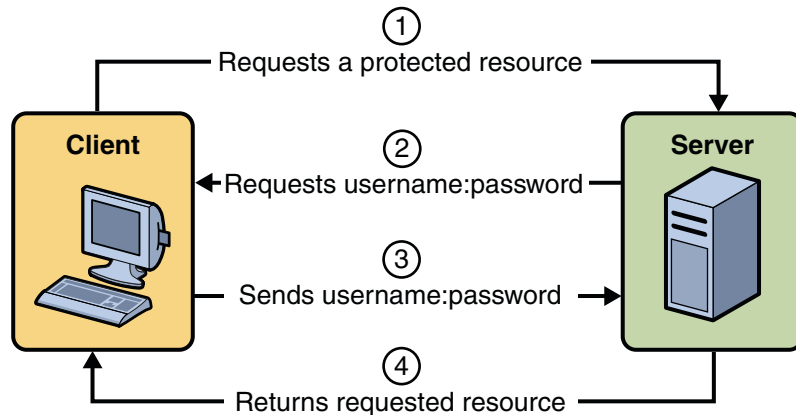 1
Requests a protected resource
Client
Server
2
Requests username:password
3
Sends username:password
4
Returns requested resource